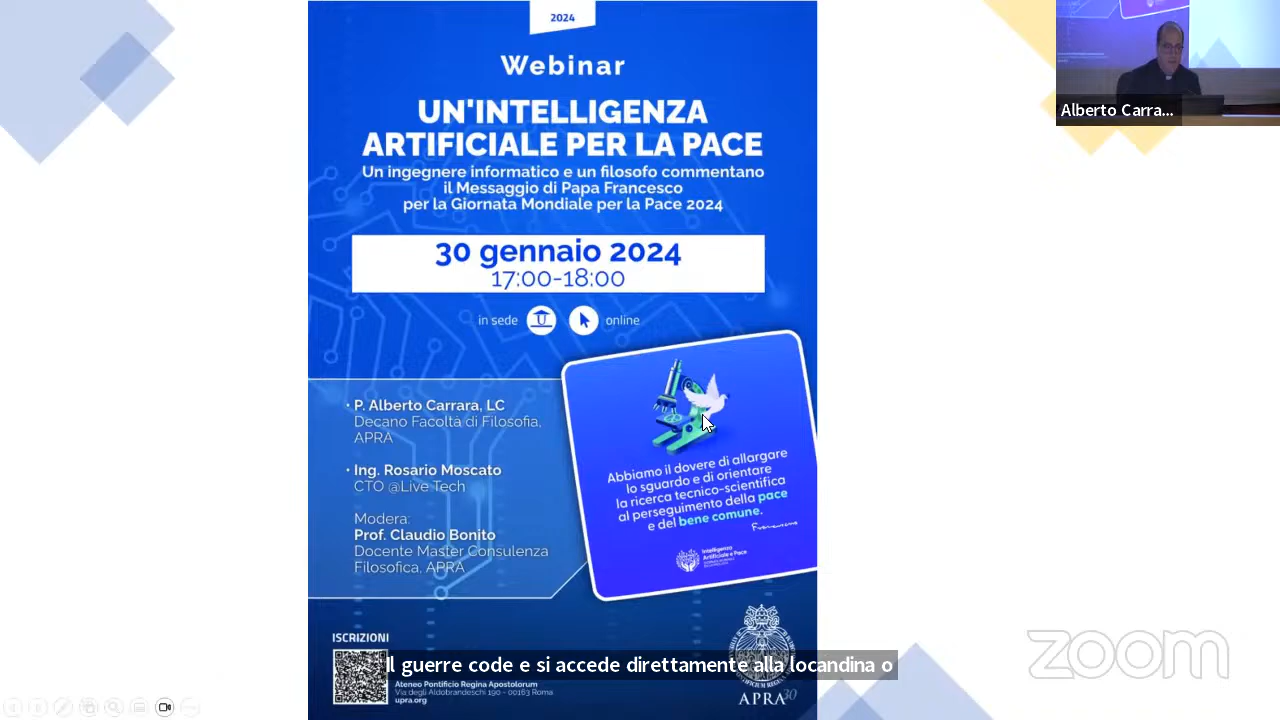 2024
Webinar
UN'INTELLIGENZA
ARTIFICIALE PER LA PACE
Un ingegnere informatico e un filosofo commentano
il Messaggio di Papa Francesco
per la Giornata Mondiale per la Pace 2024
30 gennaio 2024
17:00-18:00
in sede
online
• P. Alberto Carrara, LC
Decano Facoltà di Filosofia,
APRA
• Ing. Rosario Moscato
CTO @Live Tech
Modera:
Prof. Claudio Bonito
Docente Master Consulenza
Filosofica, APRA
Abbiamo il dovere di allargare
lo sguardo e di orientare
la ricerca tecnico-scientifica
al perseguimento della pace
e del bene comune.
Franciscus
Intelligenza
Artificiale e Pace
ISCRIZIONI
Ateneo Pontificio Regina Apostolorum
Via degli Aldobrandeschi 190 - 00163 Roma
upra.org
APRA 30
Il guerre code e si accede direttamente alla locandina o
Alberto Carra...
zoom